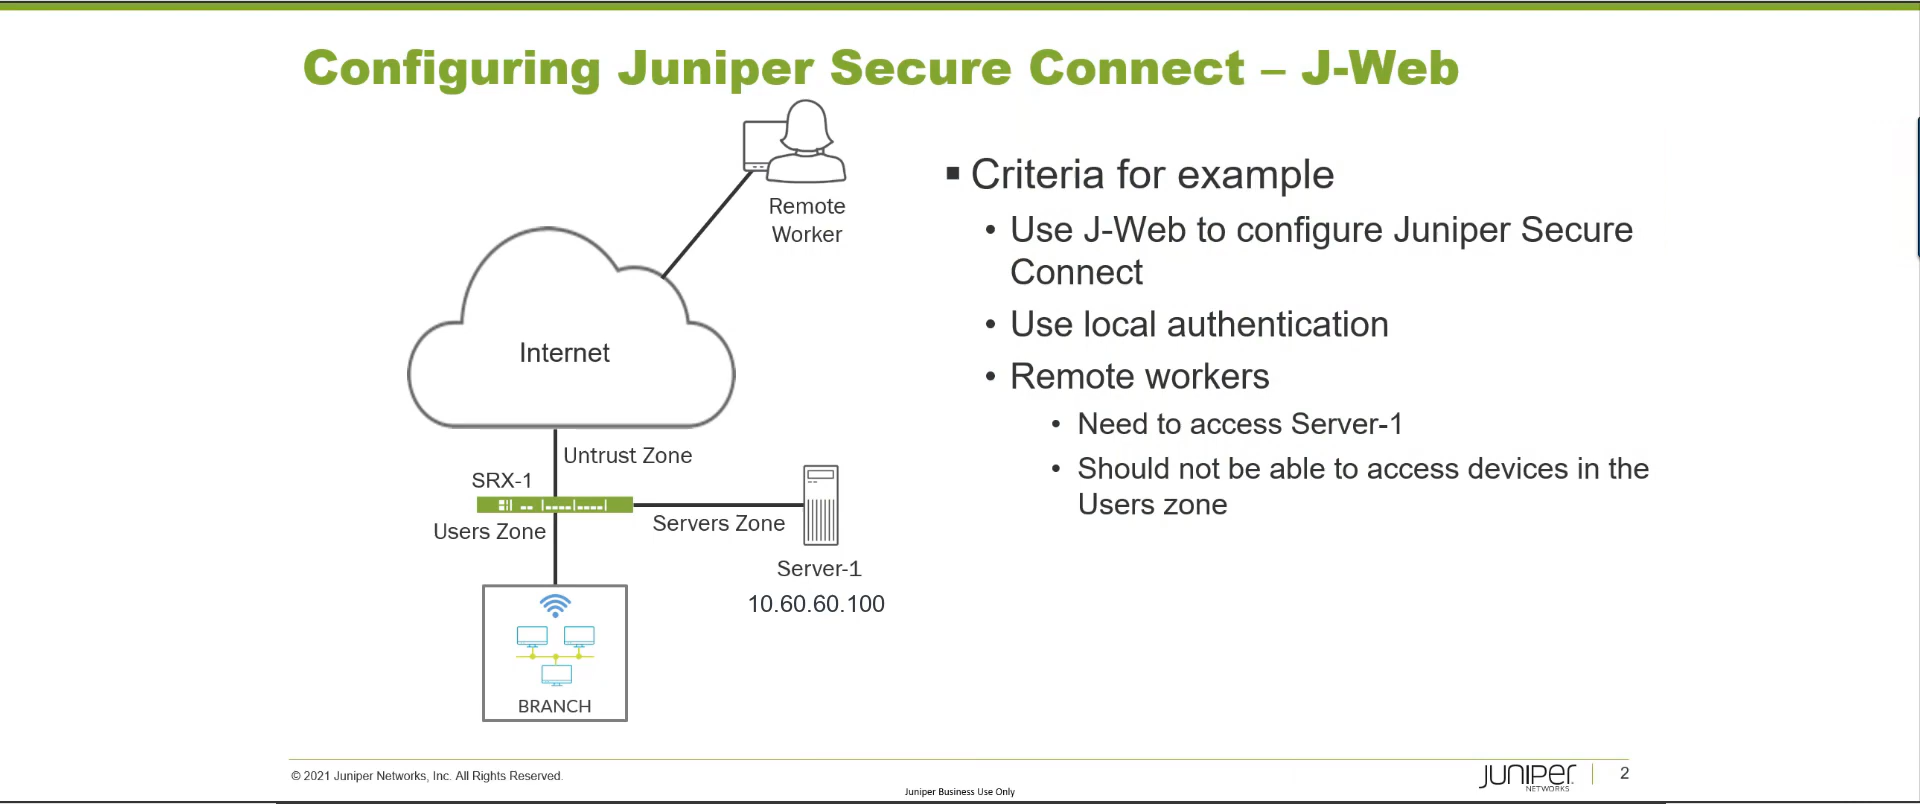 Configuring Juniper Secure Connect – J-Web
Remote
Worker
Internet
Untrust Zone
SRX-1
Users Zone
Servers Zone
Server-1
10.60.60.100
BRANCH
▪ Criteria for example
• Use J-Web to configure Juniper Secure
Connect
• Use local authentication
• Remote workers
• Need to access Server-1
• Should not be able to access devices in the
Users zone
© 2021 Juniper Networks, Inc. All Rights Reserved.
Juniper Business Use Only
JUNIPER
NETWORKS
2